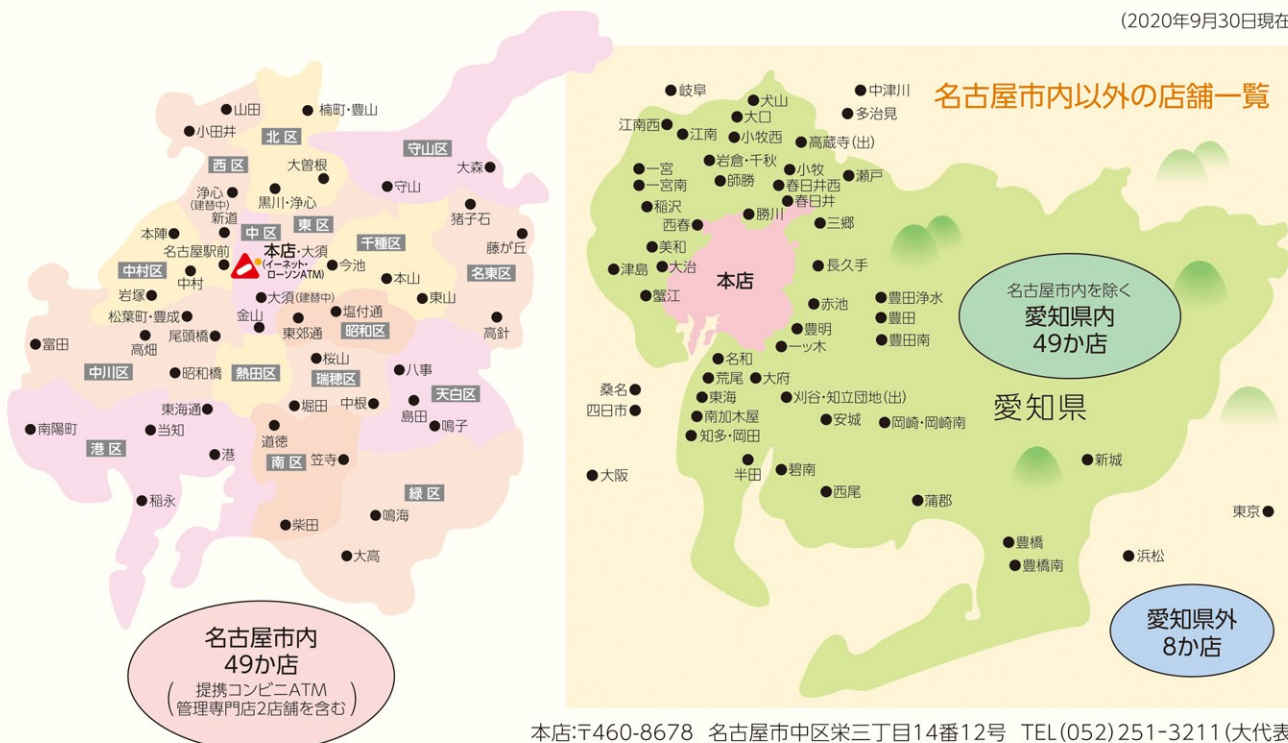 (2020年9月30日現在
山田
楠町・豊山
小田井
北区
守山区
西区
大曽根
大森
守山
浄心
(建替中)
黒川・浄心
新道
東区
猪子石
中区
本陣
千種区
藤が丘
名古屋駅前
本店・大須
(イーネット・
ローソンATM)
今池
中村区
中村
本山
名東区
岩塚
大須(建替中)
東山
松葉町・豊成
金山
塩付通
尾頭橋
東郊通
昭和区
高針
富田
高畑
桜山
中川区
昭和橋
熱田区
瑞穂区
八事
天白区
東海通
堀田
中根
島田
南陽町
当知
道徳
鳴子
港区
港
南区
笠寺
稲永
緑区
柴田
鳴海
大高
名古屋市内
49か店
(提携コンビニATM
管理専門店2店舗を含む)
名古屋市内以外の店舗一覧
岐阜
犬山
中津川
大口
多治見
江南西
江南
小牧西
高蔵寺(出)
岩倉・千秋
一宮
小牧
瀬戸
一宮南
師勝
春日井西
稲沢
春日井
西春
勝川
三郷
美和
津島
大治
本店
長久手
蟹江
赤池
豊田浄水
豊田
豊明
豊田南
一ッ木
名古屋市内を除く
愛知県内
49か店
名和
荒尾
大府
桑名
東海
刈谷・知立団地(出)
愛知県
四日市
南加木屋
安城
岡崎・岡崎南
知多・岡田
大阪
半田
碧南
新城
西尾
蒲郡
東京
豊橋
浜松
豊橋南
愛知県外
8か店
本店:〒460-8678 名古屋市中区栄三丁目14番12号 TEL(052)251-3211(大代表